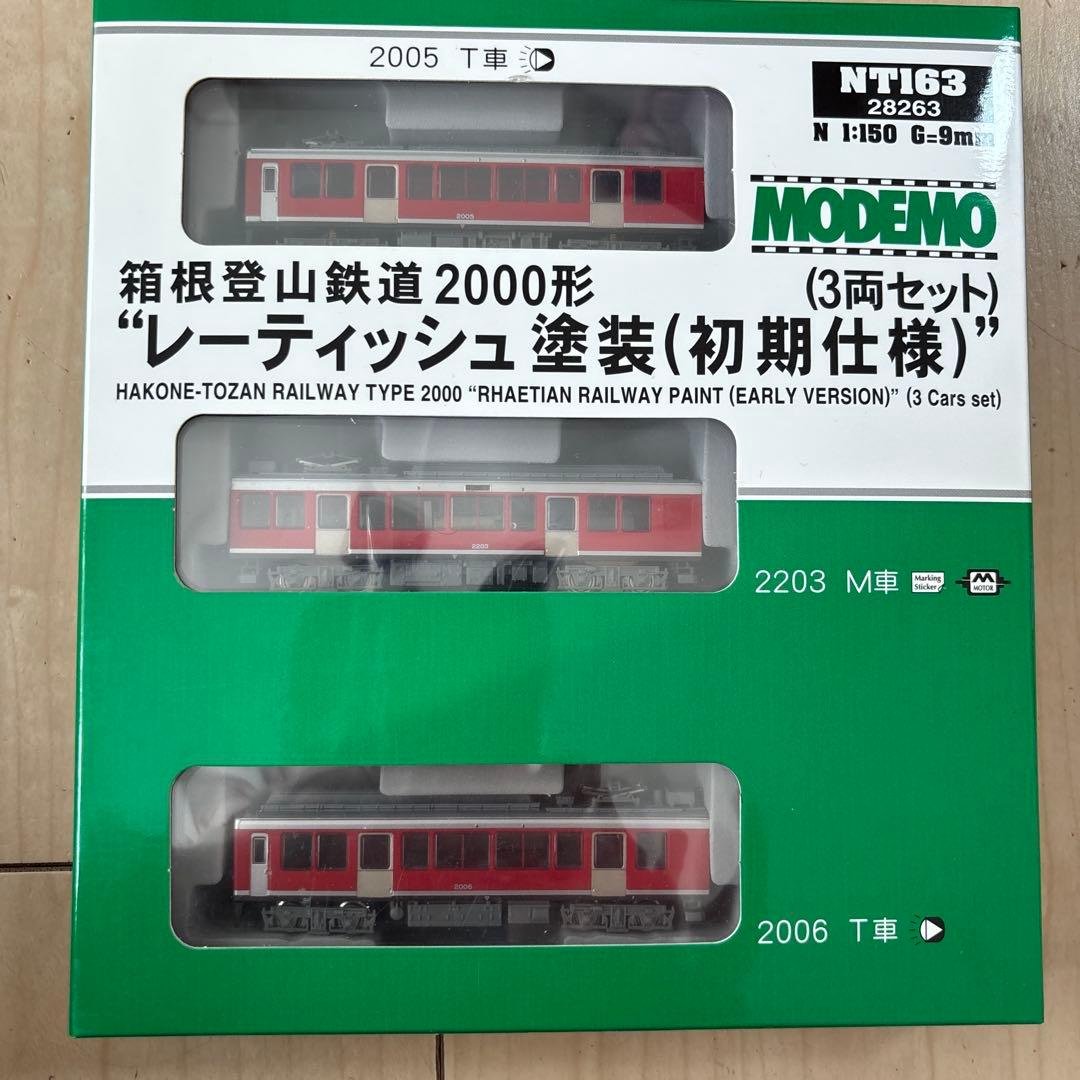 2005 T車
NT163
28263
N 1:150 G=9mm
MODEMO
2005
箱根登山鉄道2000形 (3両セット)
“レーティッシュ塗装(初期仕様)”
HAKONE-TOZAN RAILWAY TYPE 2000 “RHAETIAN RAILWAY PAINT (EARLY VERSION)” (3 Cars set)
2203
2203 M車 Marking Sticker M MOTOR
2006
2006 T車